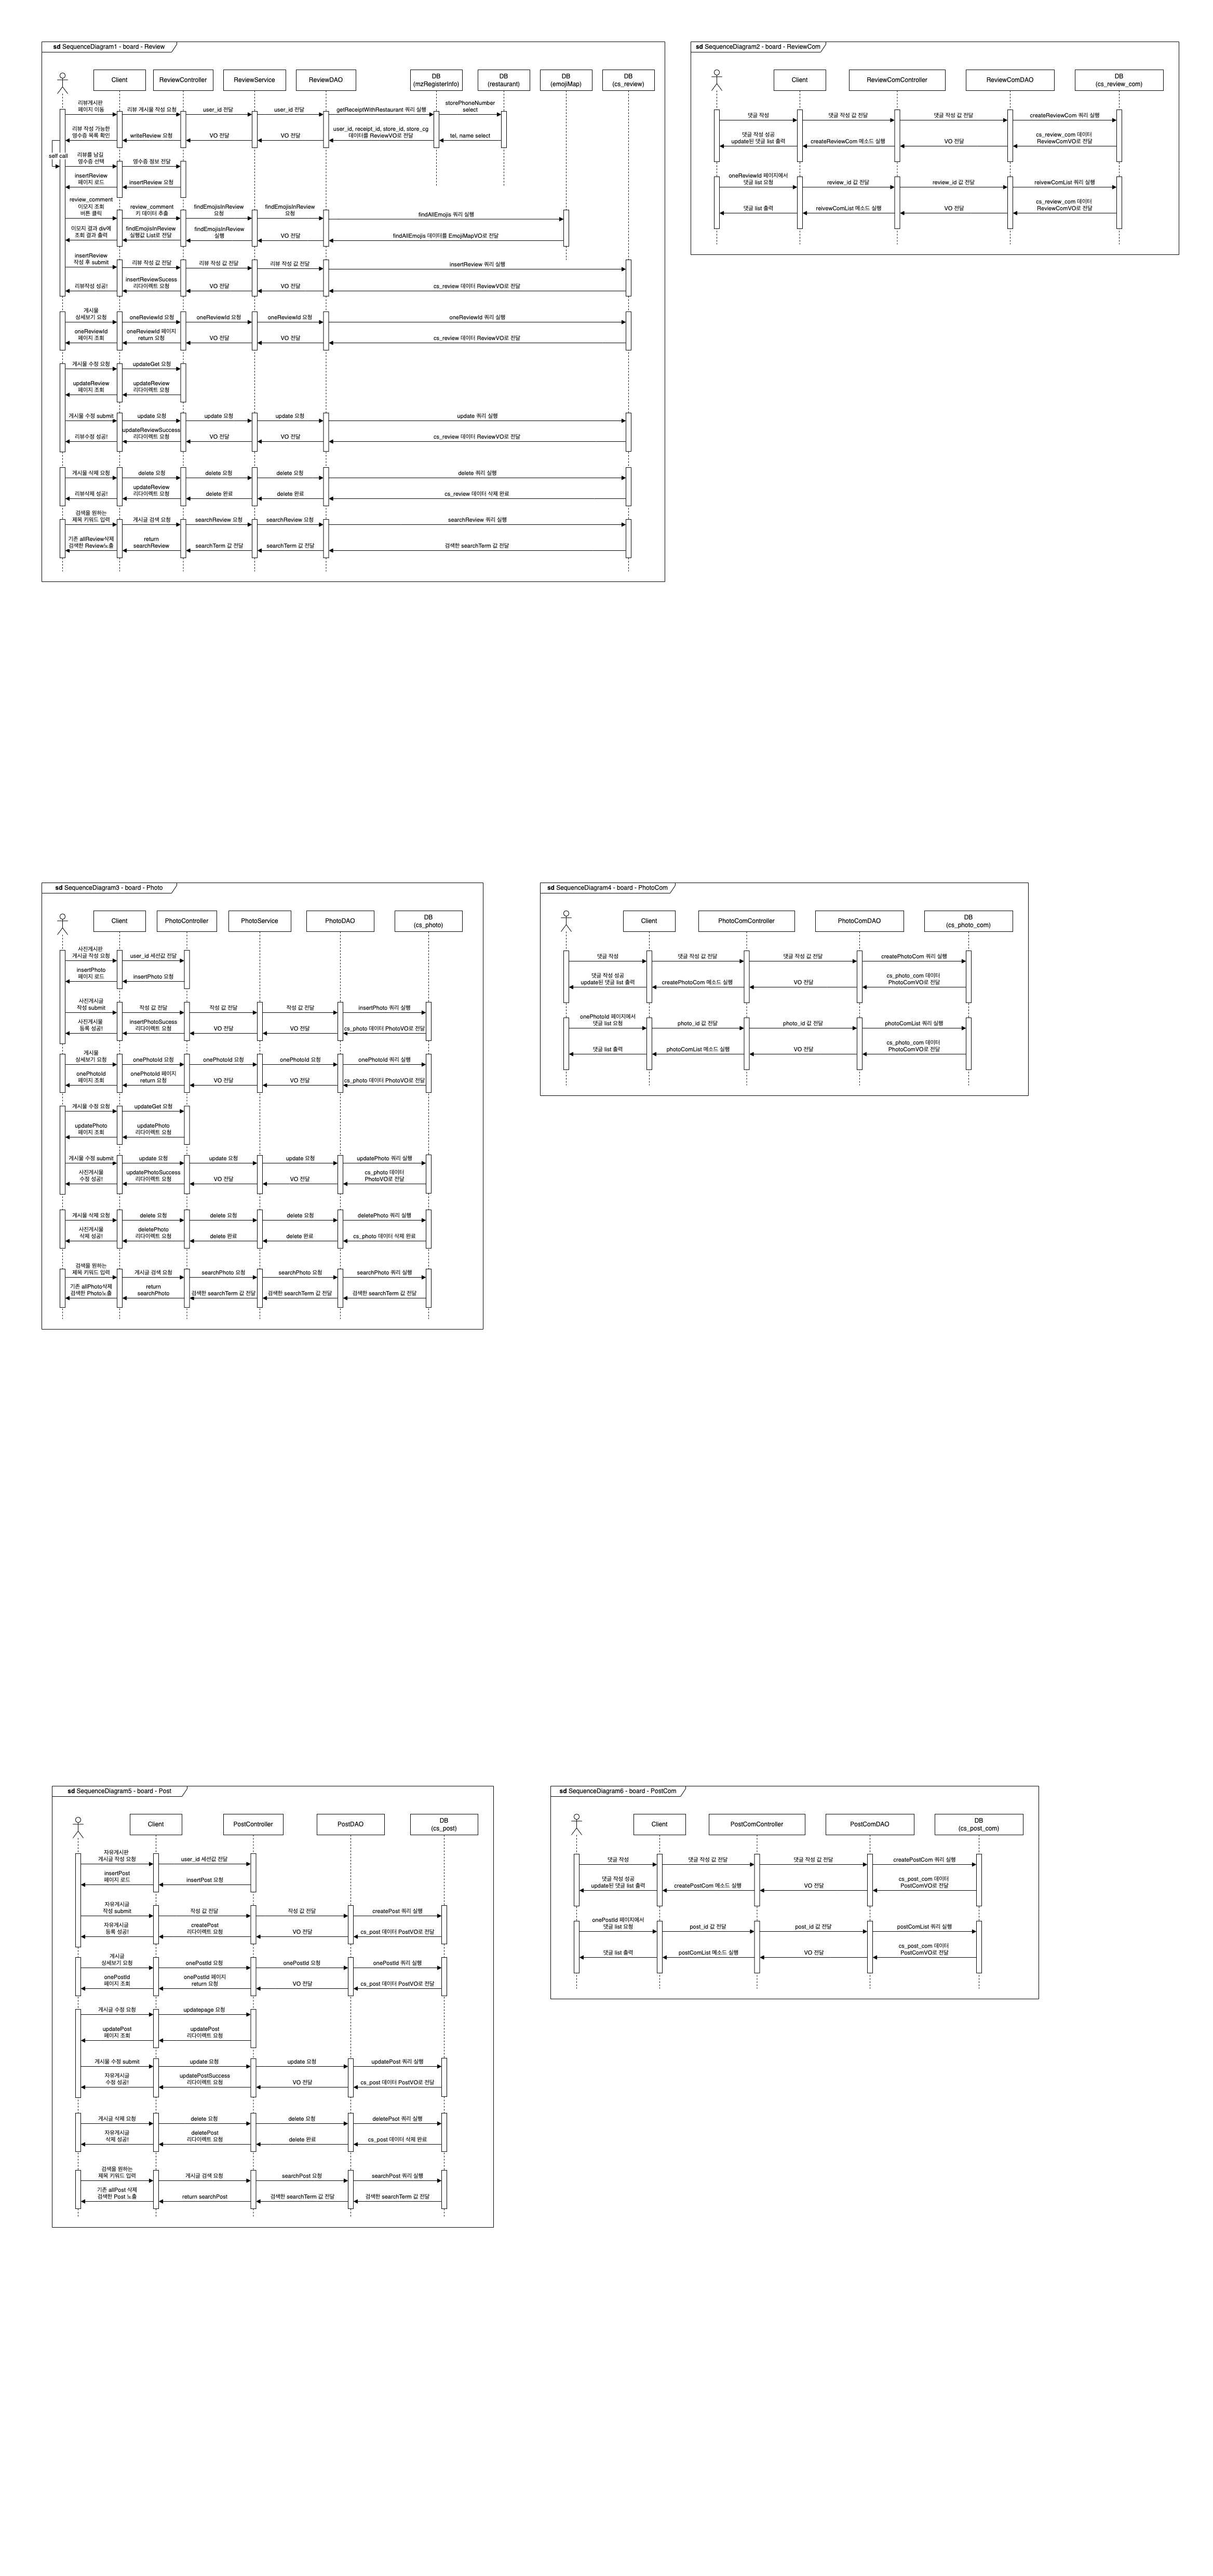 sd SequenceDiagram1 - board - Review
Client
ReviewController
ReviewService
ReviewDAO
DB
(mzRegisterInfo)
DB
(restaurant)
DB
(emojiMap)
DB
(cs_review)
리뷰게시판
페이지 이동
리뷰 게시물 작성 요청
user_id 전달
user_id 전달
getReceiptWithRestaurant 쿼리 실행
storePhoneNumber
select
리뷰 작성 가능한
영수증 목록 확인
writeReview 요청
VO 전달
VO 전달
user_id, receipt_id, store_id, store_cg
데이터를 ReviewVO로 전달
tel, name select
self call
리뷰를 남길
영수증 선택
영수증 정보 전달
insertReview
페이지 로드
insertReview 요청
review_comment
이모지 조회
버튼 클릭
review_comment
키 데이터 추출
findEmojisInReview
요청
findEmojisInReview
요청
findAllEmojis 쿼리 실행
이모지 결과 div에
조회 결과 출력
findEmojisInReview
실행값 List로 전달
findEmojisInReview
실행
VO 전달
findAllEmojis 데이터를 EmojiMapVO로 전달
insertReview
작성 후 submit
리뷰 작성 값 전달
리뷰 작성 값 전달
리뷰 작성 값 전달
insertReview 쿼리 실행
리뷰작성 성공!
insertReviewSucess
리다이렉트 요청
VO 전달
VO 전달
cs_review 데이터 ReviewVO로 전달
게시물
상세보기 요청
oneReviewId 요청
oneReviewId 요청
oneReviewId 요청
oneReviewId 쿼리 실행
oneReviewId
페이지 조회
oneReviewId 페이지
return 요청
VO 전달
VO 전달
cs_review 데이터 ReviewVO로 전달
게시물 수정 요청
updateGet 요청
updateReview
페이지 조회
updateReview
리다이렉트 요청
게시물 수정 submit
update 요청
update 요청
update 요청
update 쿼리 실행
리뷰수정 성공!
updateReviewSuccess
리다이렉트 요청
VO 전달
VO 전달
cs_review 데이터 ReviewVO로 전달
게시물 삭제 요청
delete 요청
delete 요청
delete 요청
delete 쿼리 실행
리뷰삭제 성공!
updateReview
리다이렉트 요청
delete 완료
delete 완료
cs_review 데이터 삭제 완료
검색을 원하는
제목 키워드 입력
게시글 검색 요청
searchReview 요청
searchReview 요청
searchReview 쿼리 실행
기존 allReview삭제
검색한 Review노출
return
searchReview
searchTerm 값 전달
searchTerm 값 전달
검색한 searchTerm 값 전달
sd SequenceDiagram2 - board - ReviewCom
Client
ReviewComController
ReviewComDAO
DB
(cs_review_com)
댓글 작성
댓글 작성 값 전달
댓글 작성 값 전달
createReviewCom 쿼리 실행
댓글 작성 성공
update된 댓글 list 출력
createReviewCom 메소드 실행
VO 전달
cs_review_com 데이터
ReviewComVO로 전달
oneReviewId 페이지에서
댓글 list 요청
review_id 값 전달
review_id 값 전달
reivewComList 쿼리 실행
댓글 list 출력
reivewComList 메소드 실행
VO 전달
cs_review_com 데이터
ReviewComVO로 전달
sd SequenceDiagram3 - board - Photo
Client
PhotoController
PhotoService
PhotoDAO
DB
(cs_photo)
사진게시판
게시글 작성 요청
user_id 세션값 전달
insertPhoto
페이지 로드
insertPhoto 요청
사진게시글
작성 submit
작성 값 전달
작성 값 전달
작성 값 전달
insertPhoto 쿼리 실행
사진게시물
등록 성공!
insertPhotoSucess
리다이렉트 요청
VO 전달
VO 전달
cs_photo 데이터 PhotoVO로 전달
게시물
상세보기 요청
onePhotoId 요청
onePhotoId 요청
onePhotoId 요청
onePhotoId 쿼리 실행
onePhotoId
페이지 조회
onePhotoId 페이지
return 요청
VO 전달
VO 전달
cs_photo 데이터 PhotoVO로 전달
게시물 수정 요청
updateGet 요청
updatePhoto
페이지 조회
updatePhoto
리다이렉트 요청
게시물 수정 submit
update 요청
update 요청
update 요청
updatePhoto 쿼리 실행
사진게시물
수정 성공!
updatePhotoSuccess
리다이렉트 요청
VO 전달
VO 전달
cs_photo 데이터
PhotoVO로 전달
게시물 삭제 요청
delete 요청
delete 요청
delete 요청
deletePhoto 쿼리 실행
사진게시물
삭제 성공!
deletePhoto
리다이렉트 요청
delete 완료
delete 완료
cs_photo 데이터 삭제 완료
검색을 원하는
제목 키워드 입력
게시글 검색 요청
searchPhoto 요청
searchPhoto 요청
searchPhoto 쿼리 실행
기존 allPhoto삭제
검색한 Photo노출
return
searchPhoto
검색한 searchTerm 값 전달
검색한 searchTerm 값 전달
검색한 searchTerm 값 전달
sd SequenceDiagram4 - board - PhotoCom
Client
PhotoComController
PhotoComDAO
DB
(cs_photo_com)
댓글 작성
댓글 작성 값 전달
댓글 작성 값 전달
createPhotoCom 쿼리 실행
댓글 작성 성공
update된 댓글 list 출력
createPhotoCom 메소드 실행
VO 전달
cs_photo_com 데이터
PhotoComVO로 전달
onePhotoId 페이지에서
댓글 list 요청
photo_id 값 전달
photo_id 값 전달
photoComList 쿼리 실행
댓글 list 출력
photoComList 메소드 실행
VO 전달
cs_photo_com 데이터
PhotoComVO로 전달
sd SequenceDiagram5 - board - Post
Client
PostController
PostDAO
DB
(cs_post)
자유게시판
게시글 작성 요청
user_id 세션값 전달
insertPost
페이지 로드
insertPost 요청
자유게시글
작성 submit
작성 값 전달
작성 값 전달
createPost 쿼리 실행
자유게시글
등록 성공!
createPost
리다이렉트 요청
VO 전달
cs_post 데이터 PostVO로 전달
게시글
상세보기 요청
onePostId 요청
onePostId 요청
onePostId 쿼리 실행
onePostId
페이지 조회
onePostId 페이지
return 요청
VO 전달
cs_post 데이터 PostVO로 전달
게시글 수정 요청
updatepage 요청
updatePost
페이지 조회
updatePost
리다이렉트 요청
게시물 수정 submit
update 요청
update 요청
updatePost 쿼리 실행
자유게시글
수정 성공!
updatePostSuccess
리다이렉트 요청
VO 전달
cs_post 데이터 PostVO로 전달
게시글 삭제 요청
delete 요청
delete 요청
deletePsot 쿼리 실행
자유게시글
삭제 성공!
deletePost
리다이렉트 요청
delete 완료
cs_post 데이터 삭제 완료
검색을 원하는
제목 키워드 입력
게시글 검색 요청
searchPost 요청
searchPost 쿼리 실행
기존 allPost 삭제
검색한 Post 노출
return searchPost
검색한 searchTerm 값 전달
검색한 searchTerm 값 전달
sd SequenceDiagram6 - board - PostCom
Client
PostComController
PostComDAO
DB
(cs_post_com)
댓글 작성
댓글 작성 값 전달
댓글 작성 값 전달
createPostCom 쿼리 실행
댓글 작성 성공
update된 댓글 list 출력
createPostCom 메소드 실행
VO 전달
cs_post_com 데이터
PostComVO로 전달
onePostId 페이지에서
댓글 list 요청
post_id 값 전달
post_id 값 전달
postComList 쿼리 실행
댓글 list 출력
postComList 메소드 실행
VO 전달
cs_post_com 데이터
PostComVO로 전달